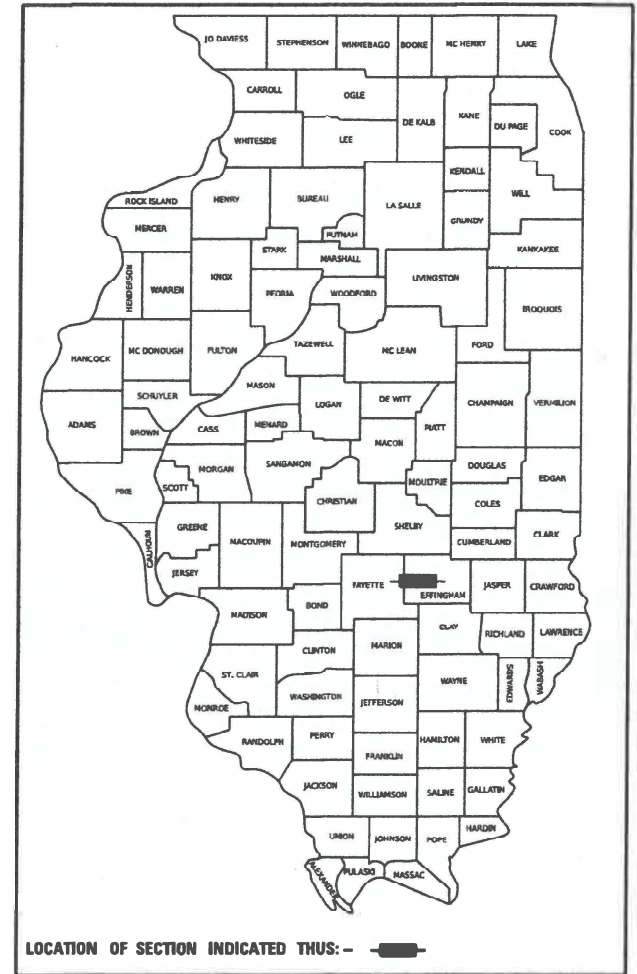 JO DAVIESS STEPHENSON WINNEBAGO BOONE MC HENRY LAKE
CARROLL OGLE DE KALB KANE DU PAGE COOK
WHITESIDE LEE KENDALL WILL
ROCK ISLAND HENRY BUREAU LA SALLE GRUNDY
MERCER STARK PUTNAM KANKAKEE
HENDERSON WARREN KNOX MARSHALL LIVINGSTON
PEORIA WOODFORD IROQUOIS
HANCOCK MC DONOUGH FULTON TAZEWELL MC LEAN FORD
SCHUYLER MASON LOGAN DE WITT CHAMPAIGN VERMILION
ADAMS BROWN CASS MENARD MACON PIATT
PIKE SCOTT MORGAN SANGAMON MOULTRIE DOUGLAS EDGAR
CHRISTIAN COLES
CALHOUN GREENE MACOUPIN MONTGOMERY SHELBY CUMBERLAND CLARK
JERSEY FAYETTE EFFINGHAM JASPER CRAWFORD
MADISON BOND
CLAY RICHLAND LAWRENCE
CLINTON MARION
ST. CLAIR WAYNE EDWARDS WABASH
WASHINGTON JEFFERSON
MONROE
RANDOLPH PERRY HAMILTON WHITE
FRANKLIN
JACKSON WILLIAMSON SALINE GALLATIN
UNION JOHNSON POPE HARDIN
ALEXANDER PULASKI MASSAC
LOCATION OF SECTION INDICATED THUS: -